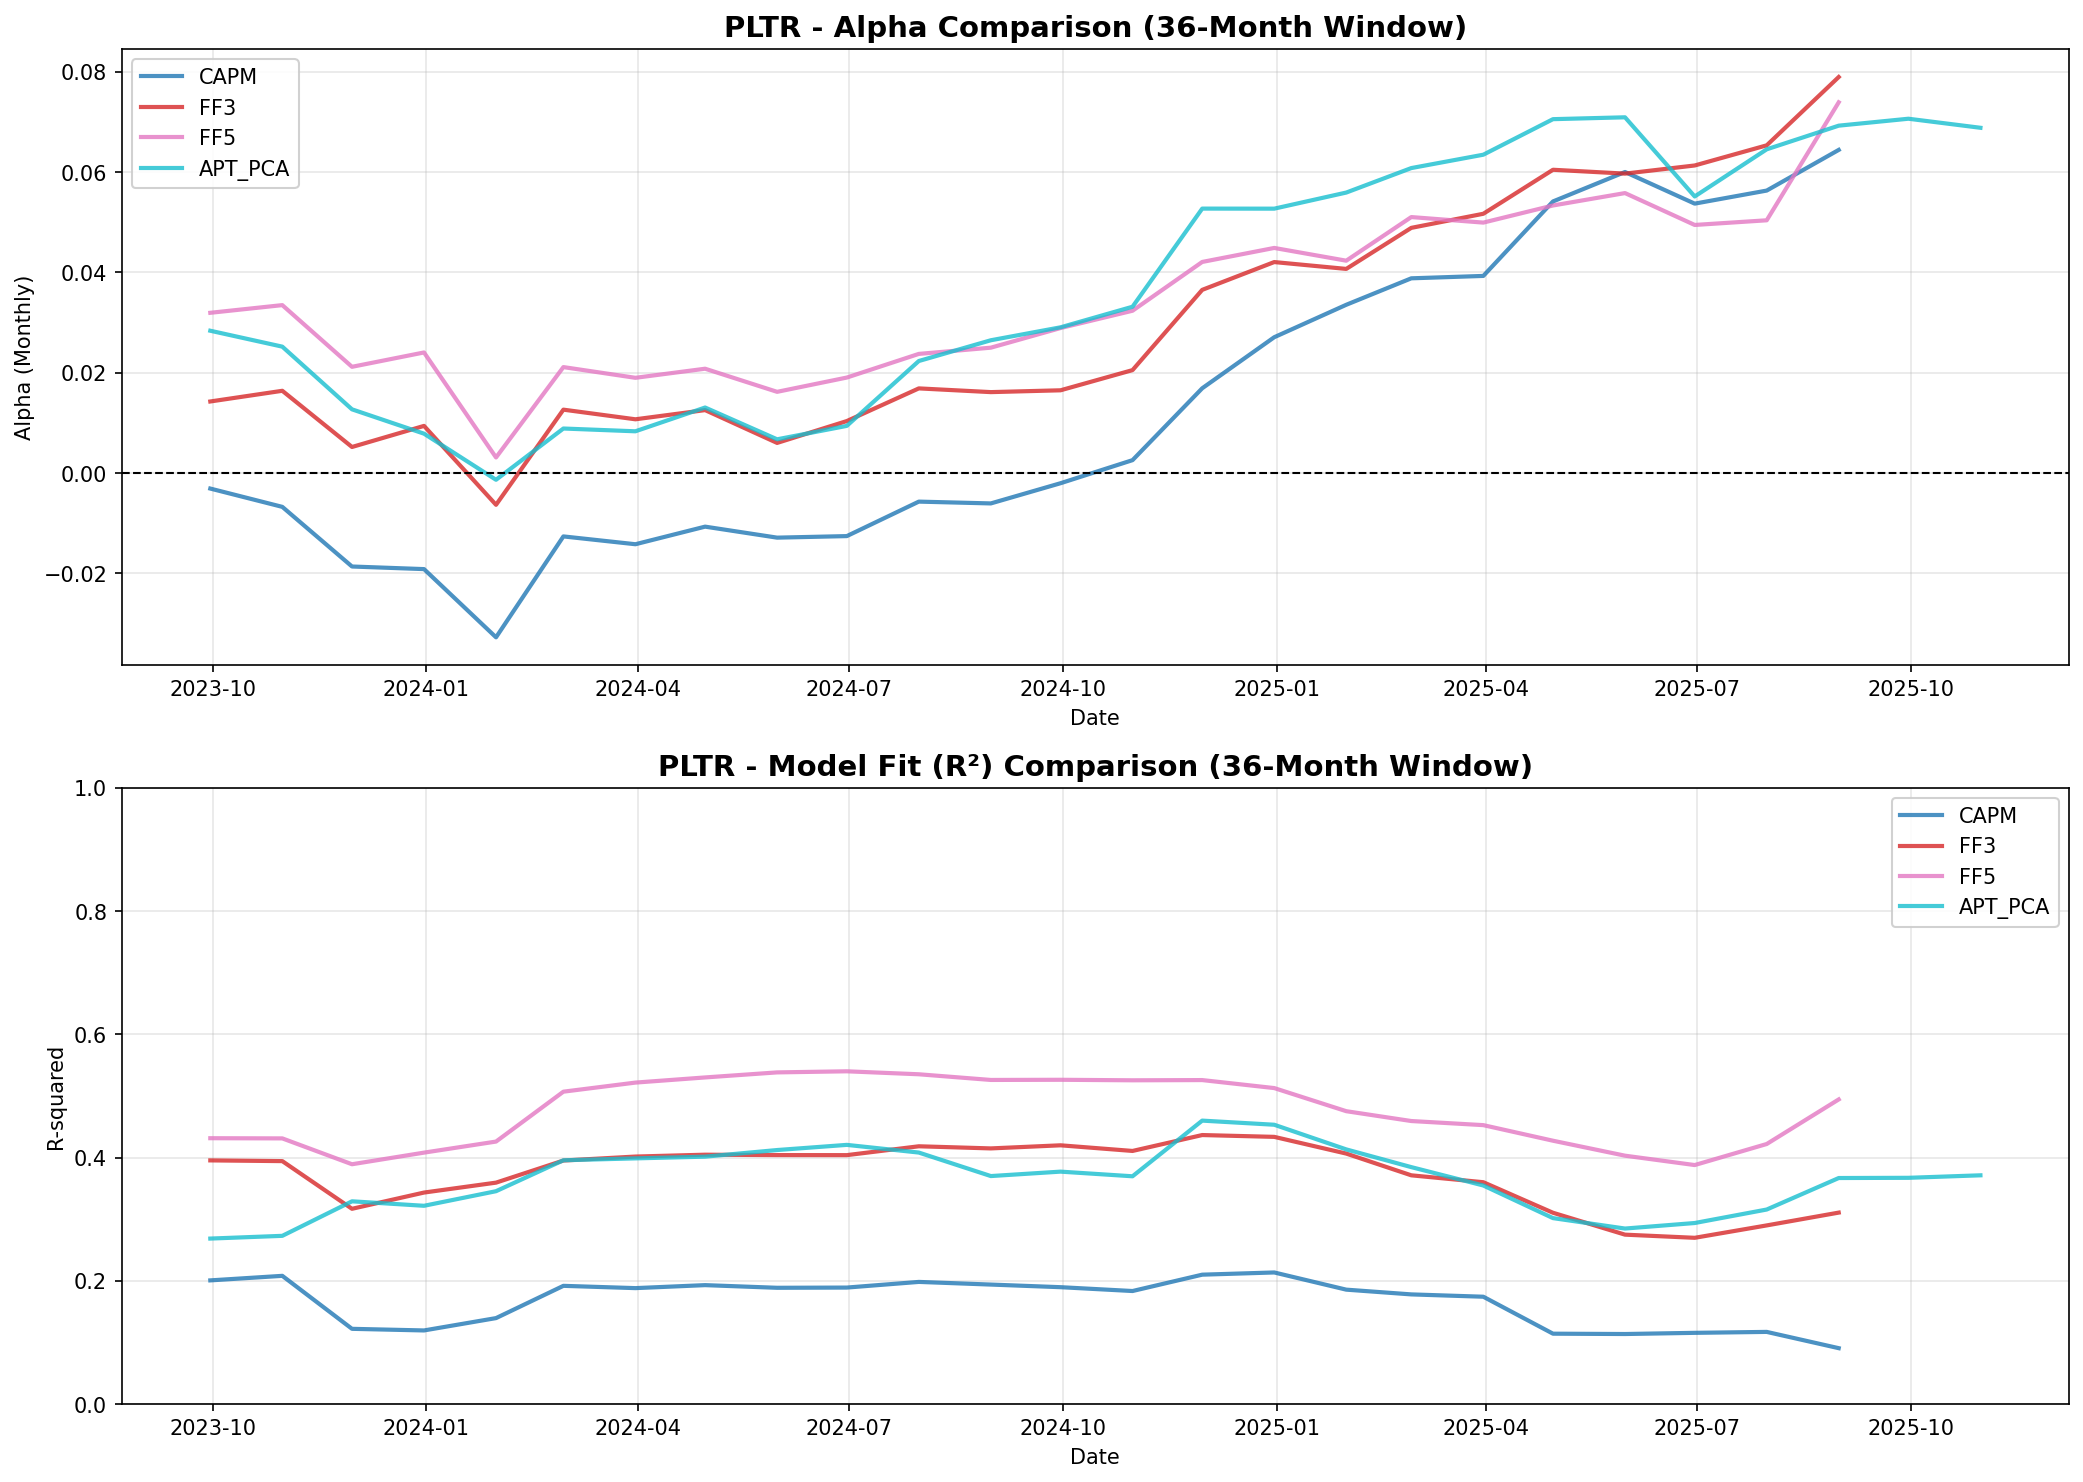 PLTR - Alpha Comparison (36-Month Window)
CAPM
FF3
FF5
APT_PCA
Alpha (Monthly)
0.08
0.06
0.04
0.02
0.00
−0.02
2023-10 2024-01 2024-04 2024-07 2024-10 2025-01 2025-04 2025-07 2025-10
Date
PLTR - Model Fit (R²) Comparison (36-Month Window)
CAPM
FF3
FF5
APT_PCA
R-squared
1.0
0.8
0.6
0.4
0.2
0.0
2023-10 2024-01 2024-04 2024-07 2024-10 2025-01 2025-04 2025-07 2025-10
Date